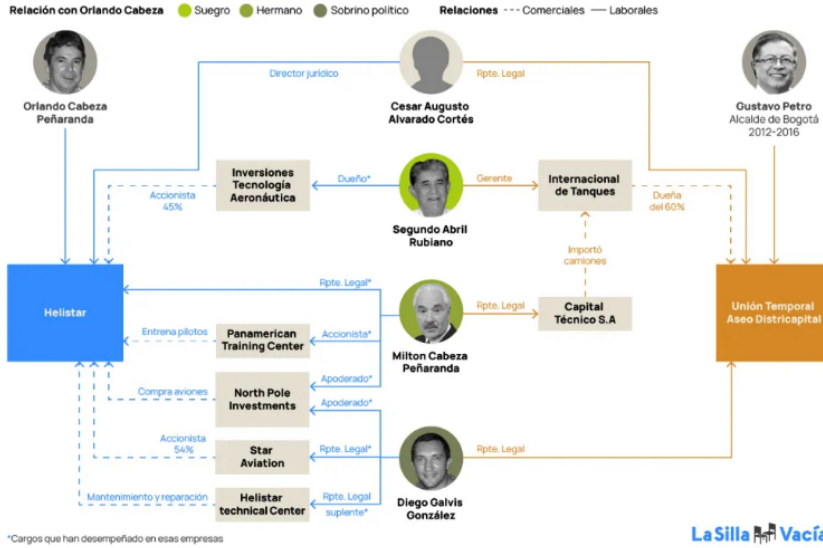 Relación con Orlando Cabeza Suegro Hermano Sobrino político Relaciones Comerciales Laborales
Orlando Cabeza
Peñaranda
Director jurídico
Cesar Augusto
Alvarado Cortés
Rpte. Legal
Gustavo Petro
Alcalde de Bogotá
2012-2016
Accionista
45%
Inversiones
Tecnología
Aeronáutica
Dueño*
Segundo Abril
Rubiano
Gerente
Internacional
de Tanques
Dueña
del 60%
Importó
camiones
Helistar
Rpte. Legal*
Milton Cabeza
Peñaranda
Rpte. Legal
Capital
Técnico S.A
Unión Temporal
Aseo Districapital
Entrena pilotos
Panamerican
Training Center
Accionista*
Apoderado*
Compra aviones
North Pole
Investments
Apoderado*
Accionista
54%
Star
Aviation
Rpte. Legal*
Diego Galvis
González
Rpte. Legal
Mantenimiento y reparación
Helistar
technical Center
Rpte. Legal
suplente*
*Cargos que han desempeñado en esas empresas
La Silla Vacía